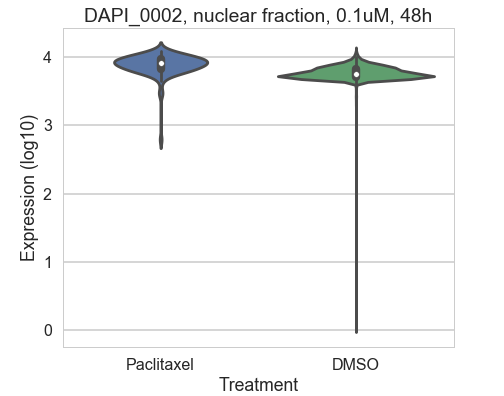 DAPI_0002, nuclear fraction, 0.1uM, 48h
4
3
2
1
0
Expression (log10)
Paclitaxel DMSO
Treatment